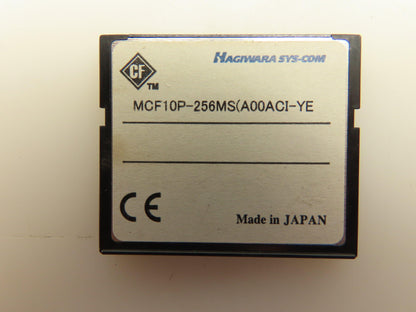 CF
TM
HAGIWARA SYS-COM
MCF10P-256MS(A00ACI-YE
CE
Made in JAPAN